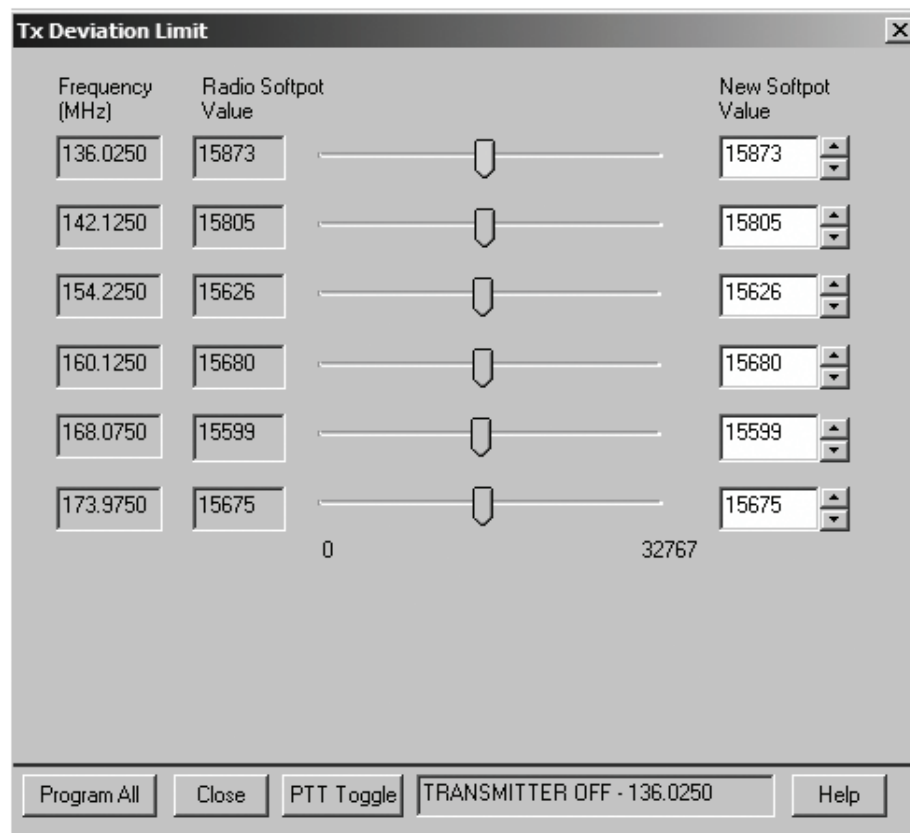 Tx Deviation Limit
Frequency (MHz)
Radio Softpot Value
New Softpot Value
136.0250 15873 15873
142.1250 15805 15805
154.2250 15626 15626
160.1250 15680 15680
168.0750 15599 15599
173.9750 15675 15675
0 32767
Program All Close PTT Toggle TRANSMITTER OFF - 136.0250 Help